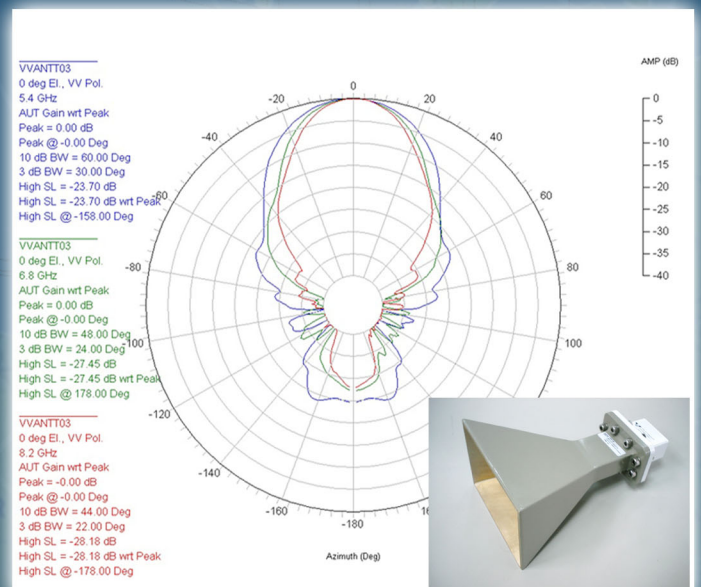 VVANTT03
0 deg El., VV Pol.
5.4 GHz
AUT Gain wrt Peak
Peak = 0.00 dB
Peak @ -0.00 Deg
10 dB BW = 60.00 Deg
3 dB BW = 30.00 Deg
High SL = -23.70 dB
High SL = -23.70 dB wrt Peak
High SL @ -158.00 Deg
VVANTT03
0 deg El., VV Pol.
6.8 GHz
AUT Gain wrt Peak
Peak = 0.00 dB
Peak @ -0.00 Deg
10 dB BW = 48.00 Deg
3 dB BW = 24.00 Deg
High SL = -27.45 dB
High SL = -27.45 dB wrt Peak
High SL @ 178.00 Deg
VVANTT03
0 deg El., VV Pol.
8.2 GHz
AUT Gain wrt Peak
Peak = -0.00 dB
Peak @ -0.00 Deg
10 dB BW = 44.00 Deg
3 dB BW = 22.00 Deg
High SL = -28.18 dB
High SL = -28.18 dB wrt Peak
High SL @ -178.00 Deg
0
-20
20
-40
40
-60
60
-80
80
-100
100
-120
-140
-160
-180
Azimuth (Deg)
AMP (dB)
0
-5
-10
-15
-20
-25
-30
-35
-40